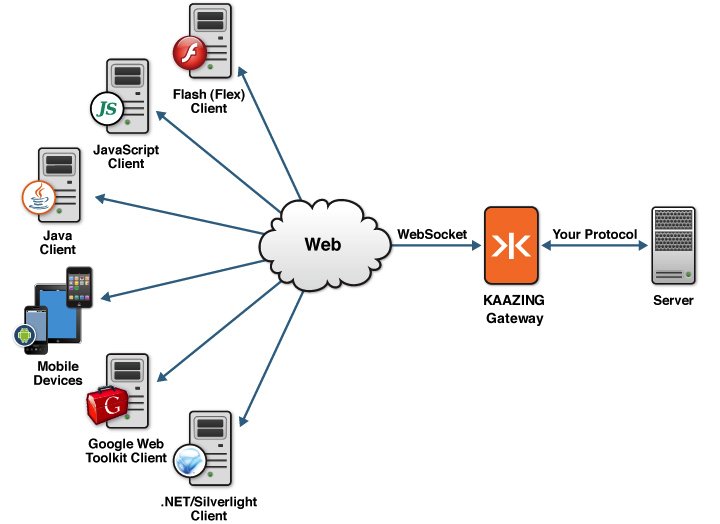 Flash (Flex)
Client
JS
JavaScript
Client
Java
Client
Web
WebSocket
Your Protocol
KAAZING
Gateway
Server
Mobile
Devices
G
Google Web
Toolkit Client
.NET/Silverlight
Client